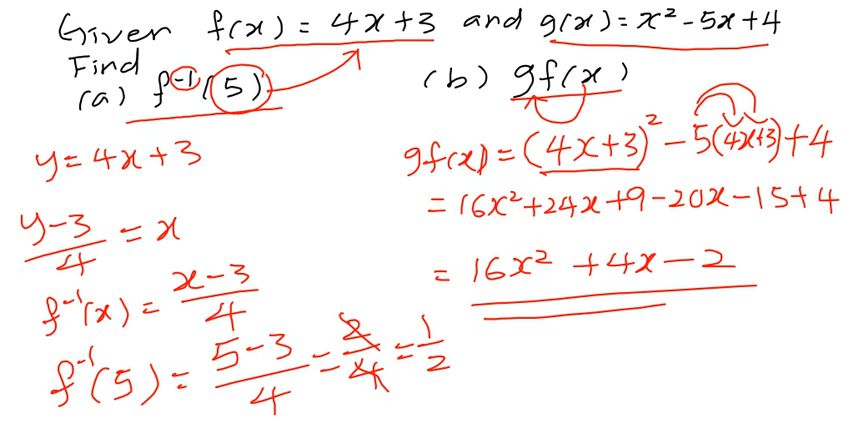 Given f(x) = 4x+3 and g(x) = x² - 5x+4
Find
(a) f⁻¹(5)
y = 4x+3
y-3/4 = x
f⁻¹(x) = x-3/4
f⁻¹(5) = 5-3/4 = 2/4 = 1/2
(b) gf(x)
gf(x) = (4x+3)² - 5(4x+3)+4
= 16x²+24x+9-20x-15+4
= 16x² +4x-2